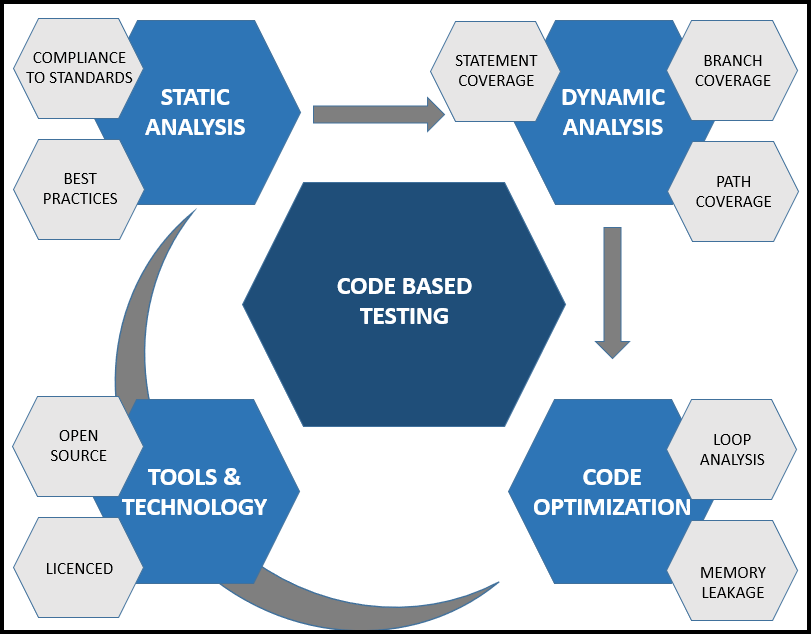 COMPLIANCE
TO STANDARDS
STATIC
ANALYSIS
BEST
PRACTICES
STATEMENT
COVERAGE
DYNAMIC
ANALYSIS
BRANCH
COVERAGE
PATH
COVERAGE
CODE BASED
TESTING
OPEN
SOURCE
TOOLS &
TECHNOLOGY
LICENCED
CODE
OPTIMIZATION
LOOP
ANALYSIS
MEMORY
LEAKAGE